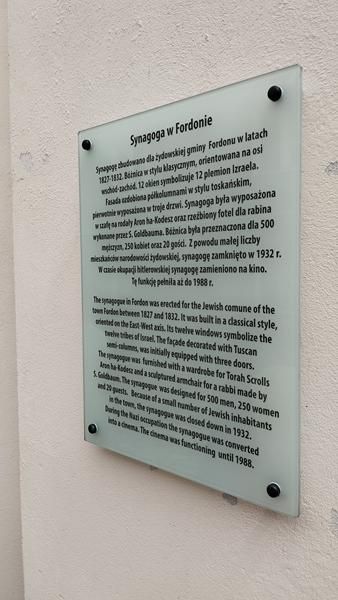 Synagoga w Fordonie
Synagogę zbudowano dla żydowskiej gminy Fordonu w latach
1827-1832. Bóżnica w stylu klasycznym, orientowana na osi
wschód-zachód. 12 okien symbolizuje 12 plemion Izraela.
Fasada ozdobiona półkolumnami w stylu toskańskim,
pierwotnie wyposażona w troje drzwi. Synagoga była wyposażona
w szafę na rodały Aron ha-Kodesz oraz rzeźbiony fotel dla rabina
wykonane przez S. Goldbauma. Bóżnica była przeznaczona dla 500
mężczyzn, 250 kobiet oraz 20 gości. Z powodu malej liczby
mieszkańców narodowości żydowskiej, synagogę zamknięto w 1932 r.
W czasie okupacji hitlerowskiej synagogę zamieniono na kino.
Tę funkcję pełniła aż do 1988 r.
The synagogue in Fordon was erected for the Jewish comune of the
town Fordon between 1827 and 1832. It was built in a classical style,
oriented on the East-West axis. Its twelve windows symbolize the
twelve tribes of Israel. The façade decorated with Tuscan
semi-columns, was initially equipped with three doors.
The synagogue was furnished with a wardrobe for Torah Scrolls
Aron ha-Kodesz and a sculptured armchair for a rabbi made by
S. Goldbaum. The synagogue was designed for 500 men, 250 women
and 20 guests. Because of a small number of Jewish inhabitants
in the town, the synagogue was closed down in 1932.
During the Nazi occupation the synagogue was converted
into a cinema. The cinema was functioning until 1988.